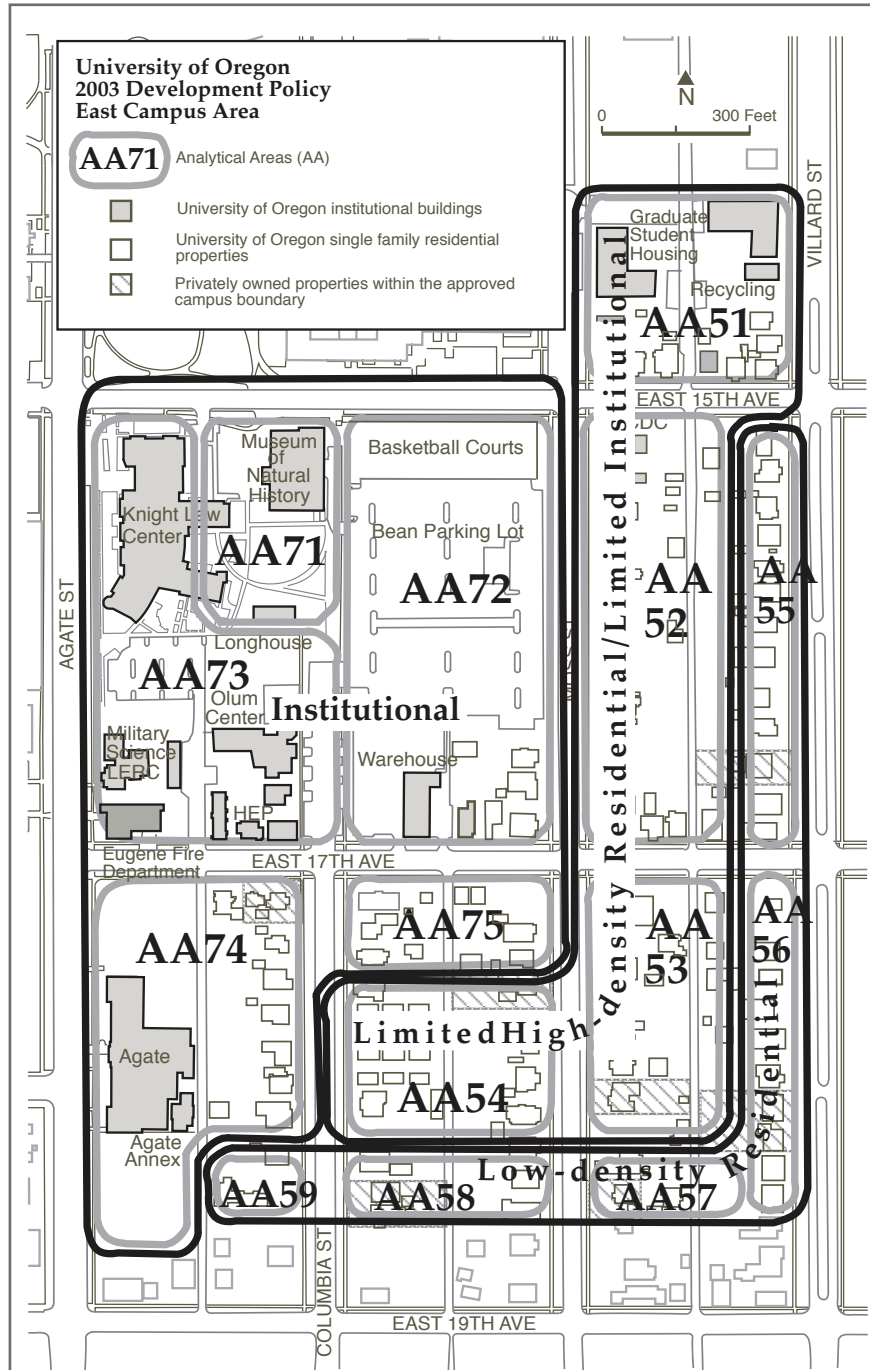 University of Oregon
2003 Development Policy
East Campus Area
AA71
Analytical Areas (AA)
University of Oregon institutional buildings
University of Oregon single family residential
properties
Privately owned properties within the approved
campus boundary
N
0 300 Feet
VILLARD ST
Graduate
Student
Housing
Recycling
AA51
EAST 15TH AVE
CDC
Museum
of
Natural
History
Basketball Courts
Knight Law
Center
Bean Parking Lot
AA71
AA72
AA
52
AA
55
AGATE ST
Longhouse
AA73
Olum
Center
Institutional
Military
Science
LERC
Warehouse
HEP
Limited High-density Residential/Limited Institutional
EAST 17TH AVE
Eugene Fire
Department
AA74
AA75
AA
53
AA
56
Agate
AA54
Agate
Annex
Low-density Residential
AA59
AA58
AA57
COLUMBIA ST
EAST 19TH AVE